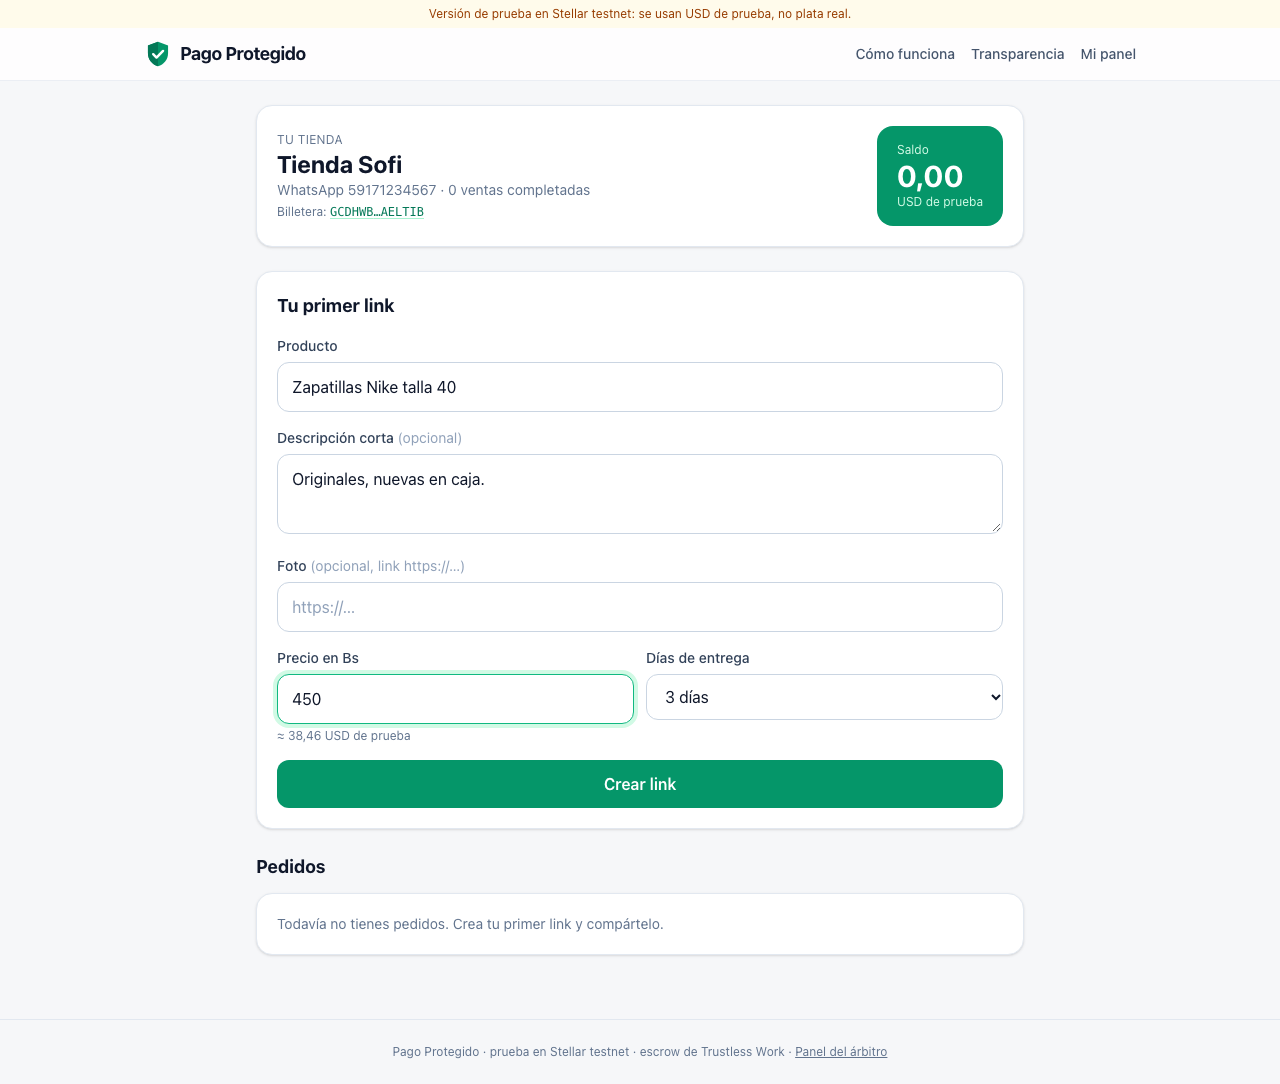 Versión de prueba en Stellar testnet: se usan USD de prueba, no plata real.
Pago Protegido
Cómo funciona
Transparencia
Mi panel
TU TIENDA
Tienda Sofi
WhatsApp 59171234567 · 0 ventas completadas
Billetera: GCDHWB…AELTIB
Saldo
0,00
USD de prueba
Tu primer link
Producto
Zapatillas Nike talla 40
Descripción corta (opcional)
Originales, nuevas en caja.
Foto (opcional, link https://…)
https://…
Precio en Bs
450
≈ 38,46 USD de prueba
Días de entrega
3 días
Crear link
Pedidos
Todavía no tienes pedidos. Crea tu primer link y compártelo.
Pago Protegido · prueba en Stellar testnet · escrow de Trustless Work · Panel del árbitro